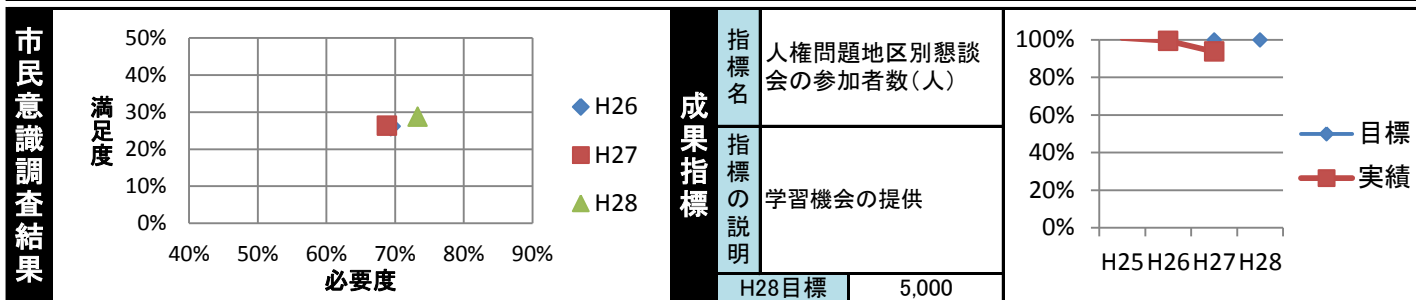 市民意識調査結果
満足度
50%
40%
30%
20%
10%
0%
40% 50% 60% 70% 80% 90%
必要度
H26
H27
H28
成果指標
指標名
人権問題地区別懇談
会の参加者数(人)
指標の説明
学習機会の提供
H28目標 5,000
100%
80%
60%
40%
20%
0%
H25 H26 H27 H28
目標
実績